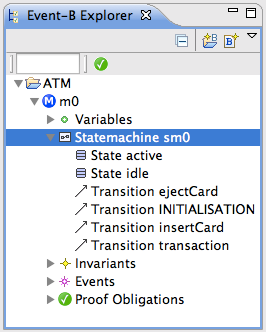 Event-B Explorer
ATM
m0
Variables
Statemachine sm0
State active
State idle
Transition ejectCard
Transition INITIALISATION
Transition insertCard
Transition transaction
Invariants
Events
Proof Obligations